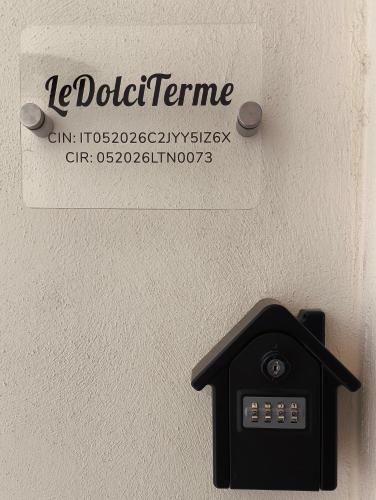 LeDolciTerme
CIN: IT052026C2JYY5IZ6X
CIR: 052026LTN0073